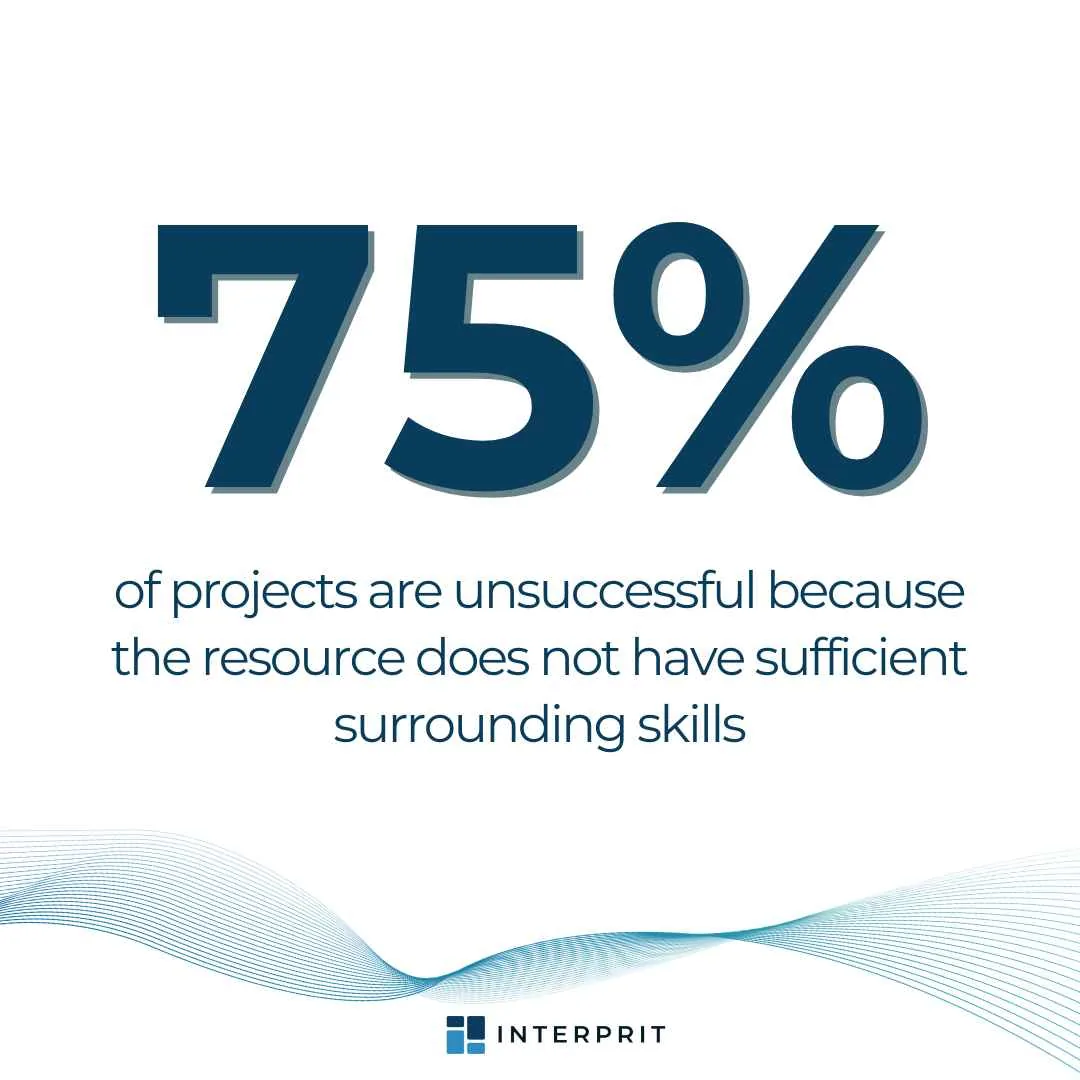 75%
of projects are unsuccessful because
the resource does not have sufficient
surrounding skills
INTERPRIT